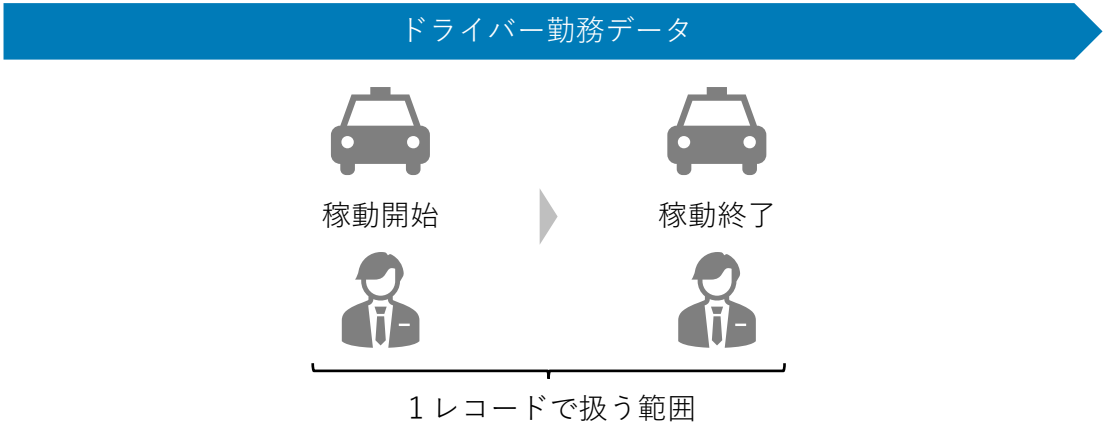 ドライバー勤務データ
稼動開始
稼動終了
1レコードで扱う範囲